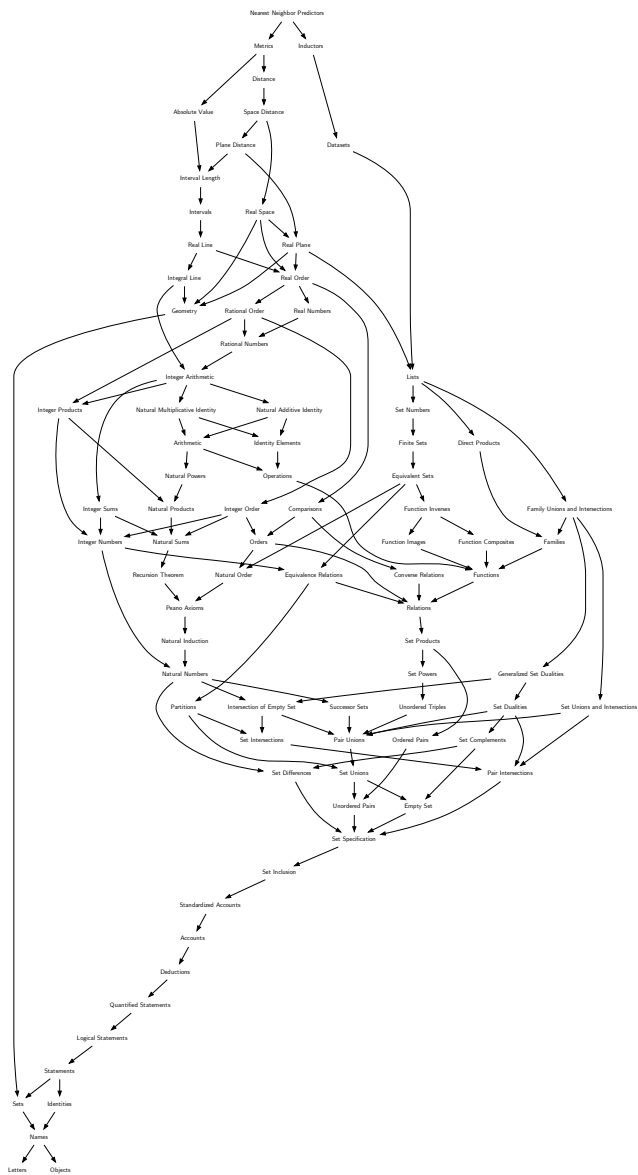 Nearest Neighbor Predictors
Metrics
Inductors
Distance
Absolute Value
Space Distance
Plane Distance
Datasets
Interval Length
Intervals
Real Space
Real Line
Real Plane
Integral Line
Real Order
Geometry
Rational Order
Real Numbers
Rational Numbers
Integer Arithmetic
Lists
Integer Products
Natural Multiplicative Identity
Natural Additive Identity
Set Numbers
Arithmetic
Identity Elements
Finite Sets
Direct Products
Natural Powers
Operations
Equivalent Sets
Integer Sums
Natural Products
Integer Order
Comparisons
Function Inverses
Family Unions and Intersections
Integer Numbers
Natural Sums
Orders
Function Images
Function Composites
Families
Recursion Theorem
Natural Order
Equivalence Relations
Converse Relations
Functions
Peano Axioms
Relations
Natural Induction
Set Products
Natural Numbers
Set Powers
Generalized Set Dualities
Partitions
Intersection of Empty Set
Successor Sets
Unordered Triples
Set Dualities
Set Unions and Intersections
Set Intersections
Pair Unions
Ordered Pairs
Set Complements
Set Differences
Set Unions
Pair Intersections
Unordered Pairs
Empty Set
Set Specification
Set Inclusion
Standardized Accounts
Accounts
Deductions
Quantified Statements
Logical Statements
Statements
Sets
Identities
Names
Letters
Objects